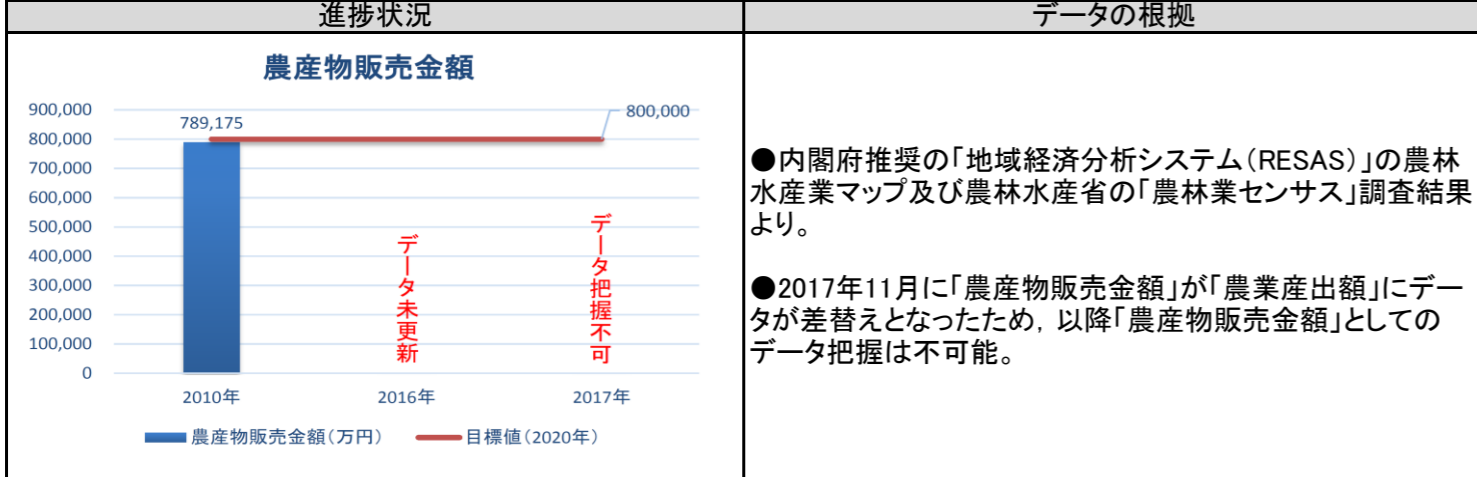 進捗状況
データの根拠
農産物販売金額
900,000
800,000
700,000
600,000
500,000
400,000
300,000
200,000
100,000
0
789,175
800,000
データ未更新
データ把握不可
2010年
2016年
2017年
農産物販売金額(万円)
目標値(2020年)
●内閣府推奨の「地域経済分析システム(RESAS)」の農林
水産業マップ及び農林水産省の「農林業センサス」調査結果
より。
●2017年11月に「農産物販売金額」が「農業産出額」にデー
タが差替えとなったため,以降「農産物販売金額」としての
データ把握は不可能。